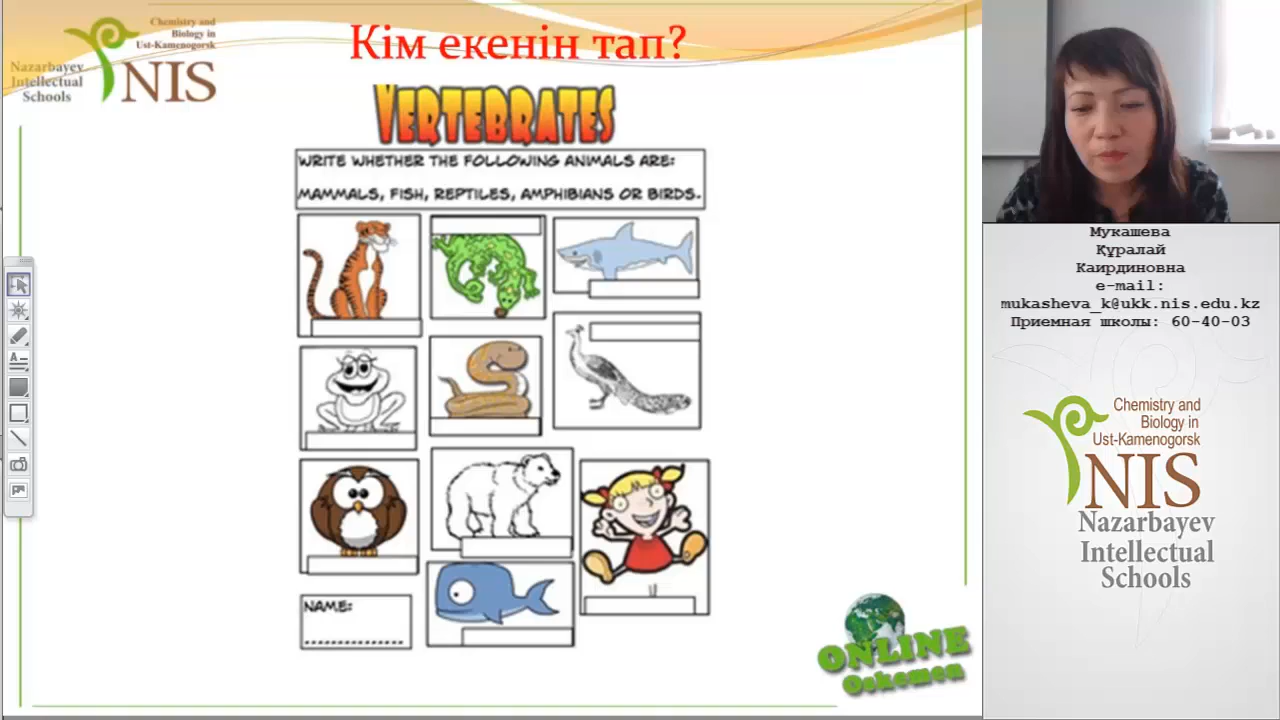 Chemistry and
Biology in
Ust-Kamenogorsk
Nazarbayev
Intellectual
Schools
NIS
Кім екенін тап?
VERTEBRATES
WRITE WHETHER THE FOLLOWING ANIMALS ARE:
MAMMALS, FISH, REPTILES, AMPHIBIANS OR BIRDS.
NAME:
ONLINE
Өскемен
Мукашева
Құралай
Каирдиновна
e-mail:
mukasheva_k@ukk.nis.edu.kz
Приемная школы: 60-40-03
Chemistry and
Biology in
Ust-Kamenogorsk
NIS
Nazarbayev
Intellectual
Schools